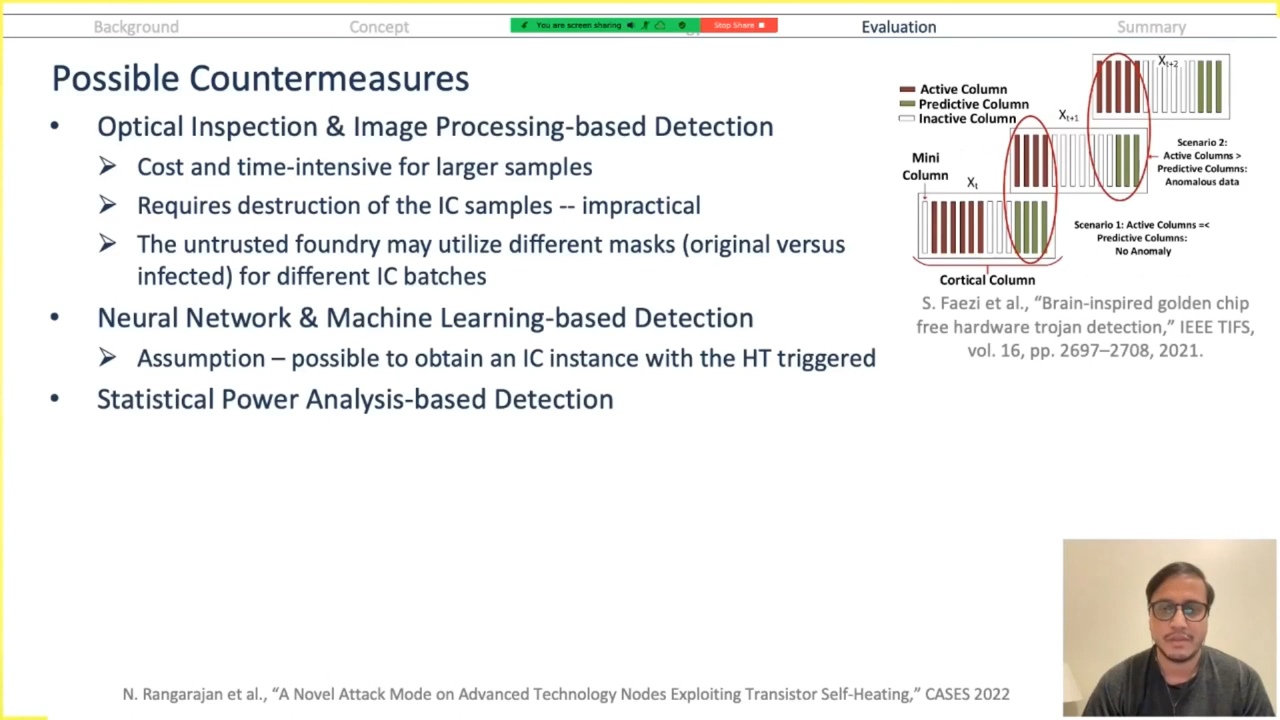 Background
Concept
You are screen sharing
Stop Share
Evaluation
Summary
Possible Countermeasures
• Optical Inspection & Image Processing-based Detection
➢ Cost and time-intensive for larger samples
➢ Requires destruction of the IC samples -- impractical
➢ The untrusted foundry may utilize different masks (original versus
infected) for different IC batches
• Neural Network & Machine Learning-based Detection
➢ Assumption – possible to obtain an IC instance with the HT triggered
• Statistical Power Analysis-based Detection
Active Column
Predictive Column
Inactive Column
Mini
Column
Xt
Xt+1
Xt+2
Scenario 2:
Active Columns >
Predictive Columns:
Anomalous data
Scenario 1: Active Columns =<
Predictive Columns:
No Anomaly
Cortical Column
S. Faezi et al., “Brain-inspired golden chip
free hardware trojan detection,” IEEE TIFS,
vol. 16, pp. 2697–2708, 2021.
N. Rangarajan et al., “A Novel Attack Mode on Advanced Technology Nodes Exploiting Transistor Self-Heating,” CASES 2022